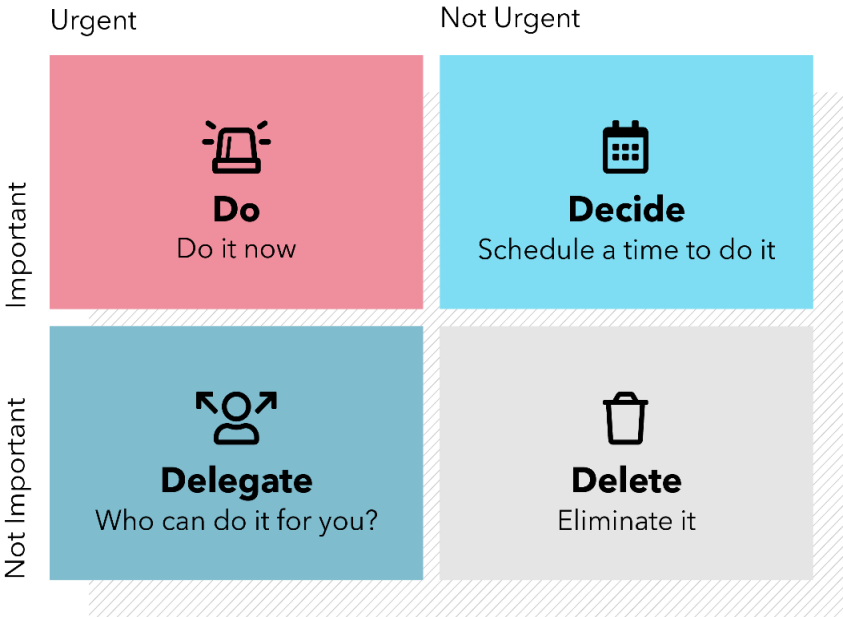 Urgent
Not Urgent
Important
Do
Do it now
Decide
Schedule a time to do it
Not Important
Delegate
Who can do it for you?
Delete
Eliminate it